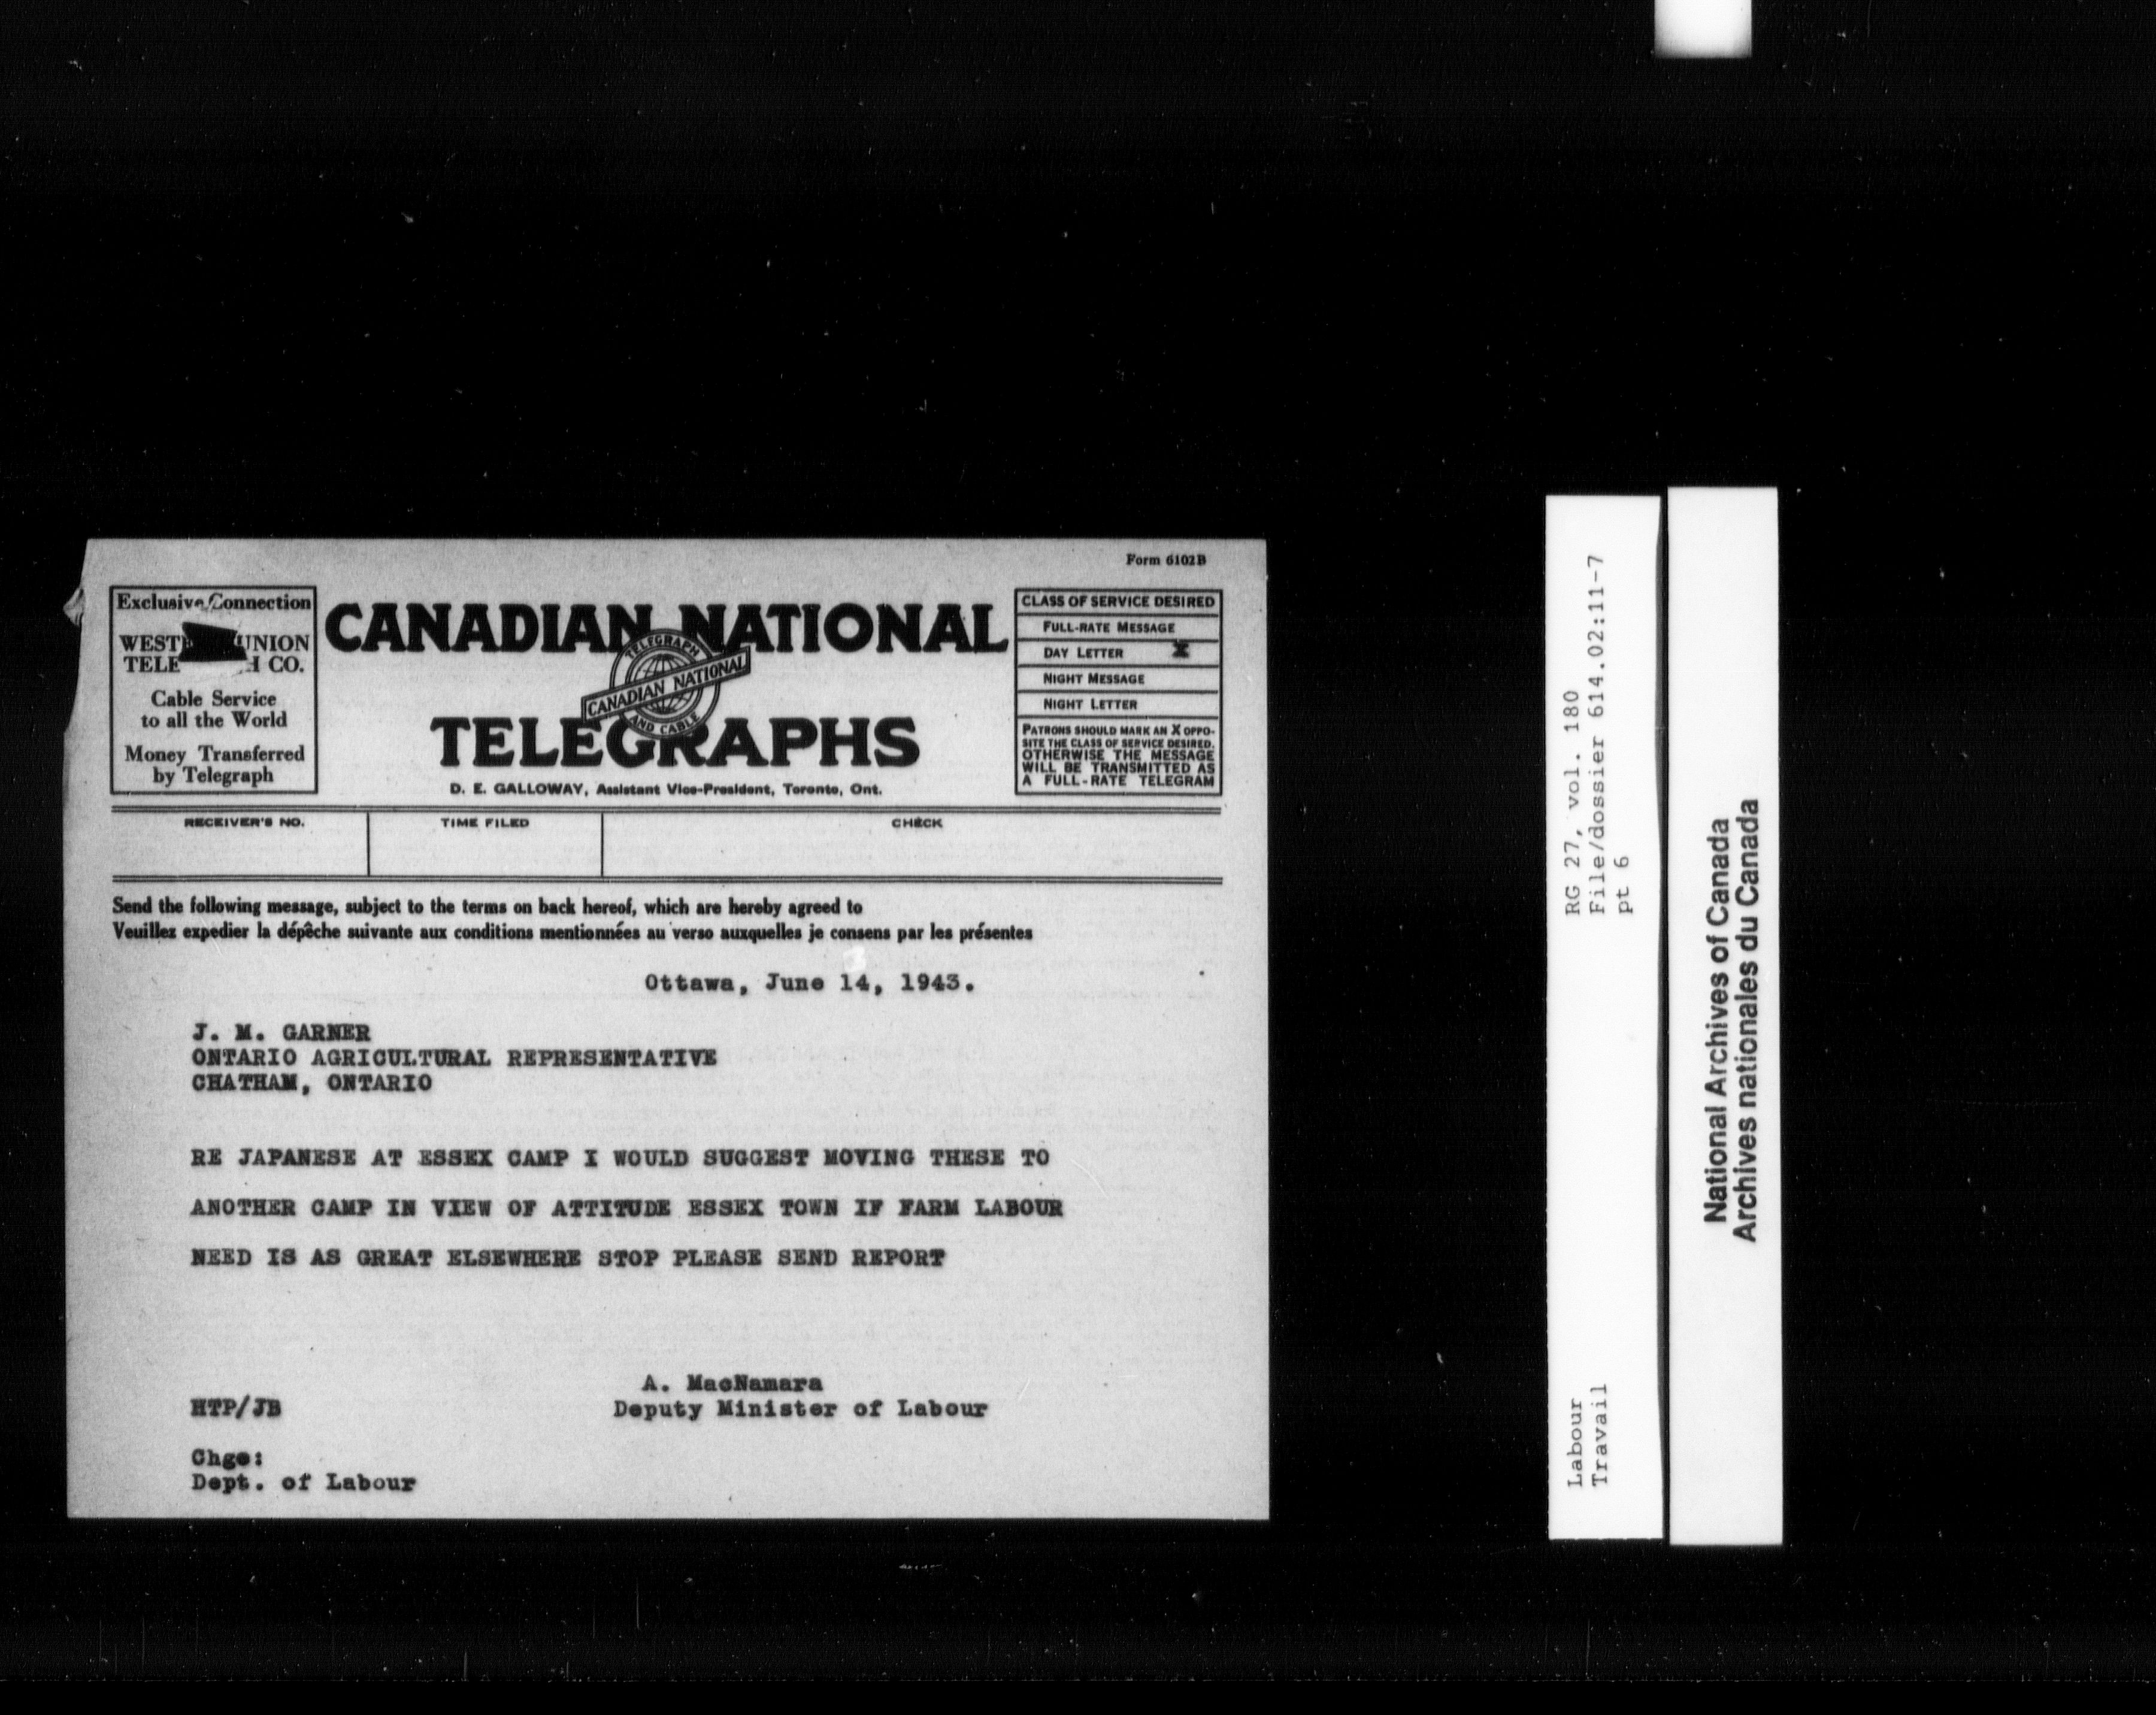 Form 6102B
Exclusive Connection
UNION
CO.
Cable Service
to all the World
Money Transferred
by Telegraph
CANADIAN NATIONAL
TELEGRAPH
CANADIAN NATIONAL
AND CABLE
TELEGRAPHS
D. E. GALLOWAY, Assistant Vice-President, Toronto, Ont.
CLASS OF SERVICE DESIRED
FULL-RATE MESSAGE
DAY LETTER X
NIGHT MESSAGE
NIGHT LETTER
PATRONS SHOULD MARK AN X OPPO-
SITE THE CLASS OF SERVICE DESIRED.
OTHERWISE THE MESSAGE
WILL BE TRANSMITTED AS
A FULL-RATE TELEGRAM
RECEIVER'S NO. TIME FILED CHECK
Send the following message, subject to the terms on back hereof, which are hereby agreed to
Veuillez expedier la dépêche suivante aux conditions mentionnées au verso auxquelles je consens par les présentes
Ottawa, June 14, 1943.
J. M. GARNER
ONTARIO AGRICULTURAL REPRESENTATIVE
CHATHAM, ONTARIO
RE JAPANESE AT ESSEX CAMP I WOULD SUGGEST MOVING THESE TO
ANOTHER CAMP IN VIEW OF ATTITUDE ESSEX TOWN IF FARM LABOUR
NEED IS AS GREAT ELSEWHERE STOP PLEASE SEND REPORT
A. MacNamara
HTP/JB Deputy Minister of Labour
Chge:
Dept. of Labour
RG 27, vol. 180
File/dossier 614.02:11-7
pt 6
Labour
Travail
National Archives of Canada
Archives nationales du Canada